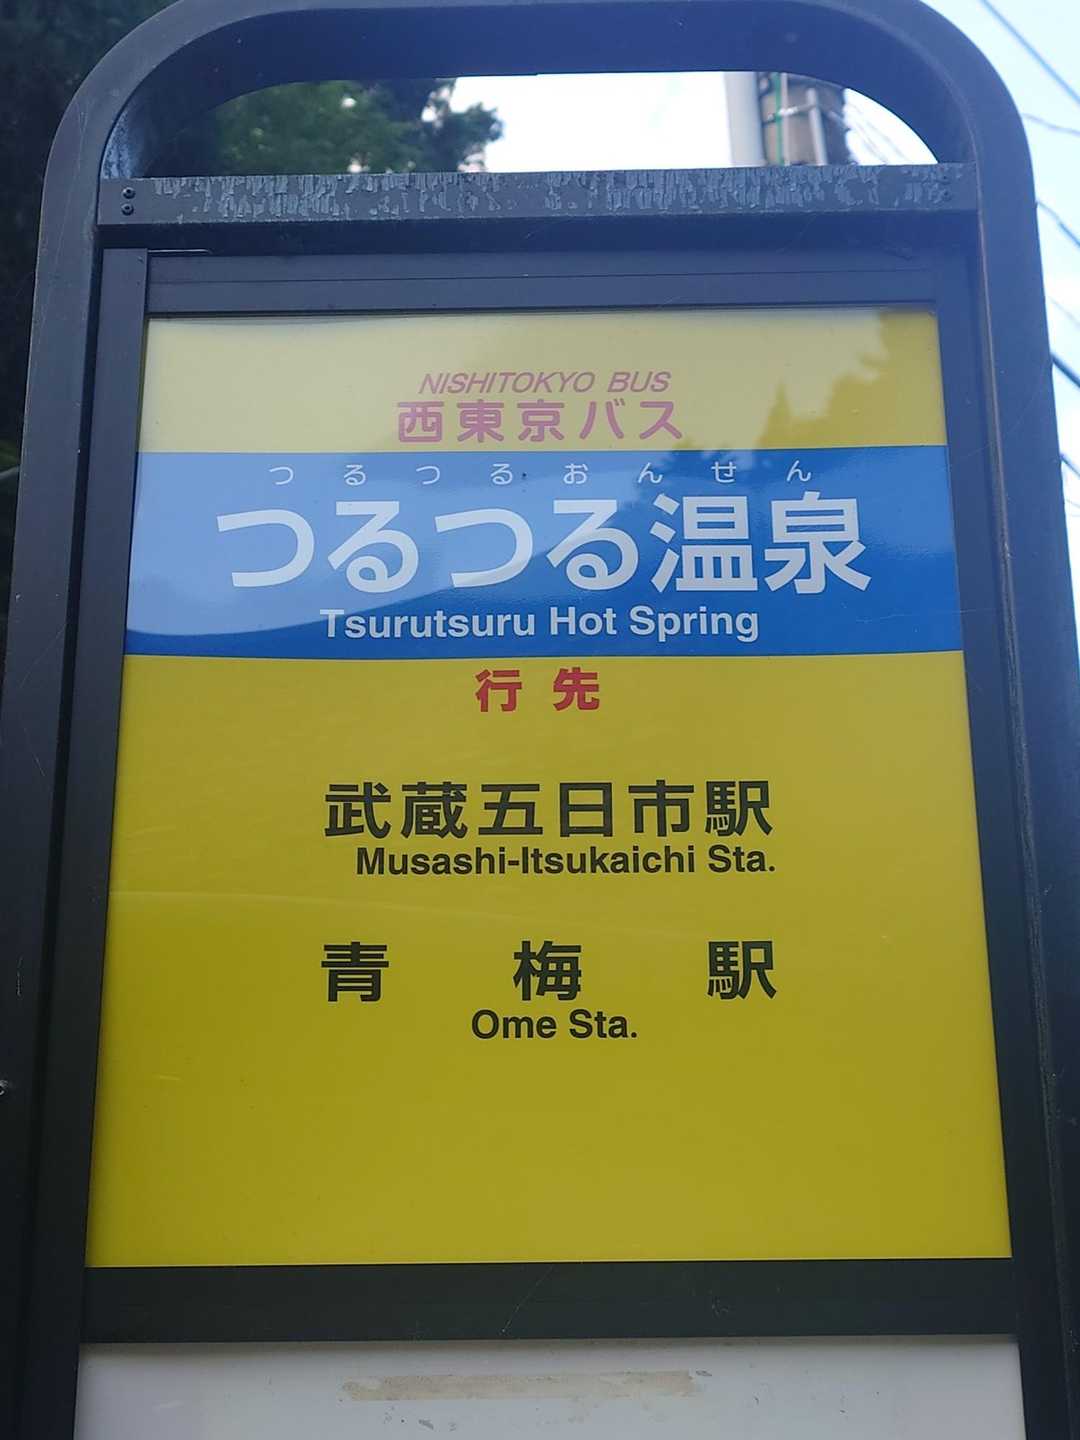 NISHITOKYO BUS
西東京バス
つるつるおんせん
つるつる温泉
Tsurutsuru Hot Spring
行先
武蔵五日市駅
Musashi-Itsukaichi Sta.
青梅駅
Ome Sta.